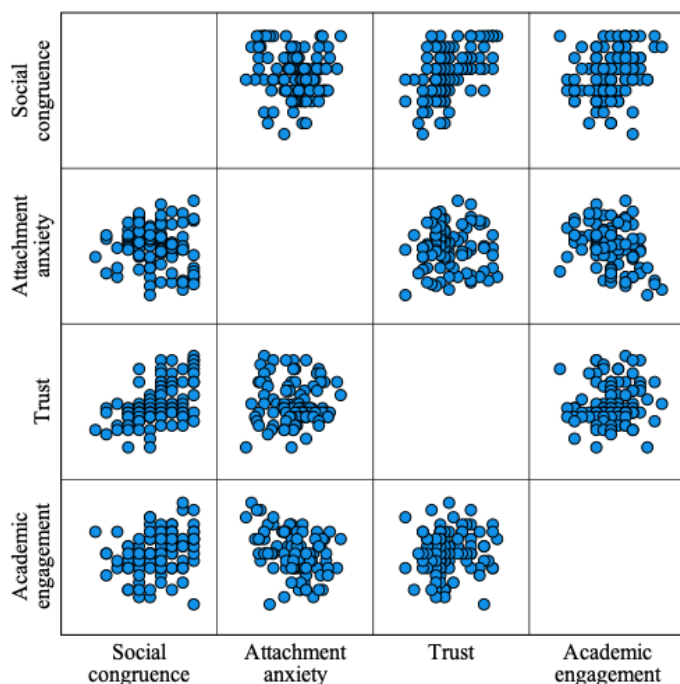 Social
congruence
Attachment
anxiety
Trust
Academic
engagement
Social
congruence
Attachment
anxiety
Trust
Academic
engagement